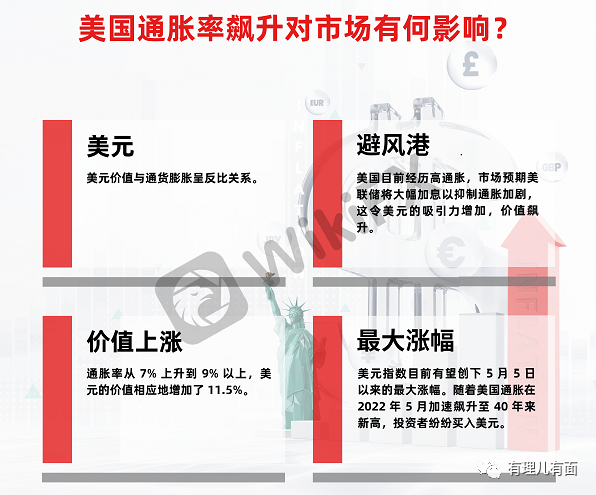 美国通胀率飙升对市场有何影响？
美元
美元价值与通货膨胀呈反比关系。
避风港
美国目前经历高通胀，市场预期美
联储将大幅加息以抑制通胀加剧，
这令美元的吸引力增加，价值飙
升。
价值上涨
通胀率从 7% 上升到 9% 以上，美
元的价值相应地增加了 11.5%。
最大涨幅
美元指数目前有望创下 5 月 5 日
以来的最大涨幅。随着美国通胀在
2022 年 5 月加速飙升至 40 年来
新高，投资者纷纷买入美元。
EUR
GBP
有理儿有面